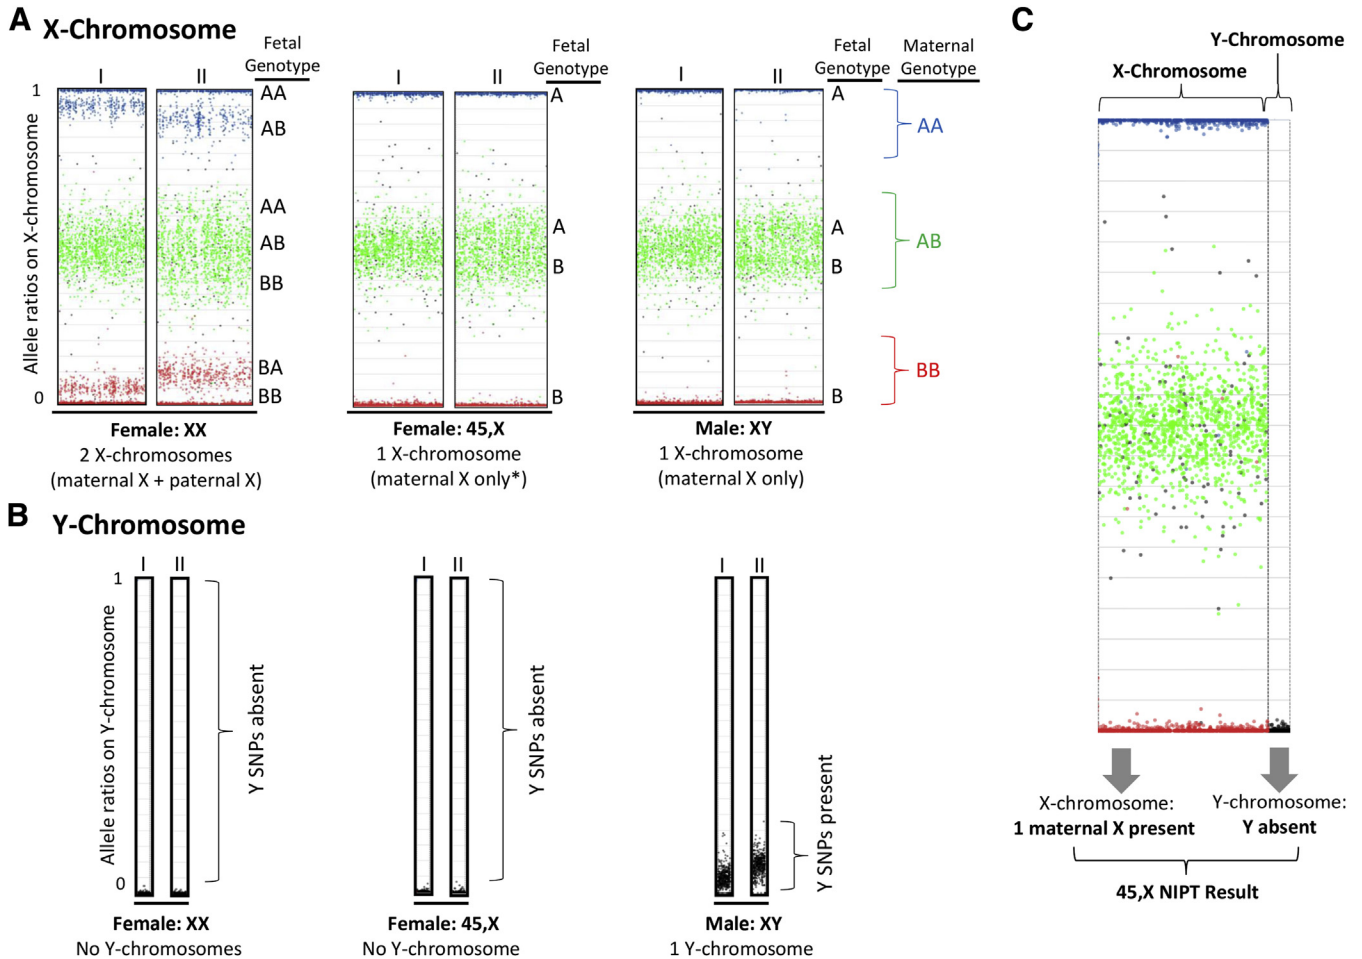 A X-Chromosome
Fetal
Genotype
I II
Fetal
Genotype
I II
Fetal
Genotype
Maternal
Genotype
I II
Allele ratios on X-chromosome
1
0
AA
AB
AA
AB
BB
BA
BB
A
A
B
B
A
A
B
B
AA
AB
BB
Female: XX
2 X-chromosomes
(maternal X + paternal X)
Female: 45,X
1 X-chromosome
(maternal X only*)
Male: XY
1 X-chromosome
(maternal X only)
B Y-Chromosome
Allele ratios on Y-chromosome
1
0
I II
Y SNPs absent
I II
Y SNPs absent
I II
Y SNPs present
Female: XX
No Y-chromosomes
Female: 45,X
No Y-chromosome
Male: XY
1 Y-chromosome
C
Y-Chromosome
X-Chromosome
X-chromosome:
1 maternal X present
Y-chromosome:
Y absent
45,X NIPT Result